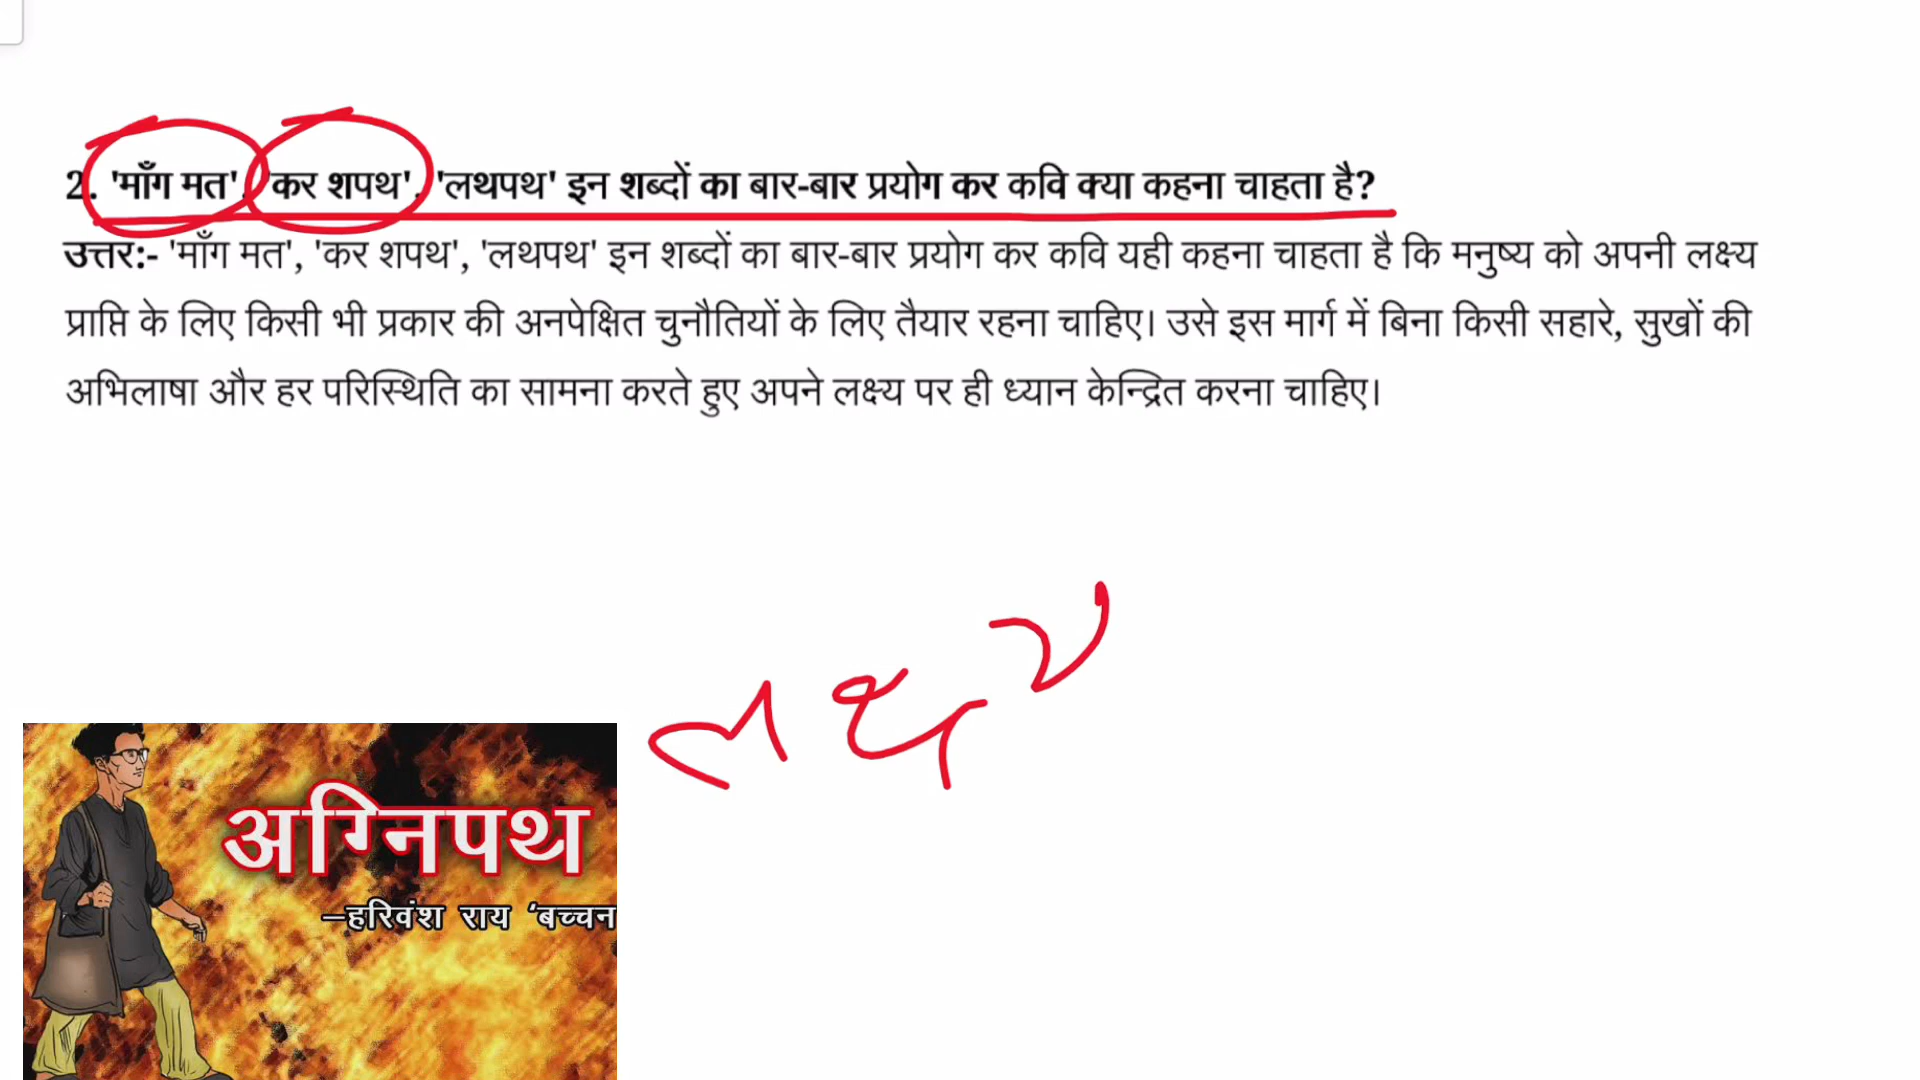 2. 'माँग मत', 'कर शपथ', 'लथपथ' इन शब्दों का बार-बार प्रयोग कर कवि क्या कहना चाहता है?
उत्तर:- 'माँग मत', 'कर शपथ', 'लथपथ' इन शब्दों का बार-बार प्रयोग कर कवि यही कहना चाहता है कि मनुष्य को अपनी लक्ष्य
प्राप्ति के लिए किसी भी प्रकार की अनपेक्षित चुनौतियों के लिए तैयार रहना चाहिए। उसे इस मार्ग में बिना किसी सहारे, सुखों की
अभिलाषा और हर परिस्थिति का सामना करते हुए अपने लक्ष्य पर ही ध्यान केन्द्रित करना चाहिए।
अग्निपथ
–हरिवंश राय 'बच्चन